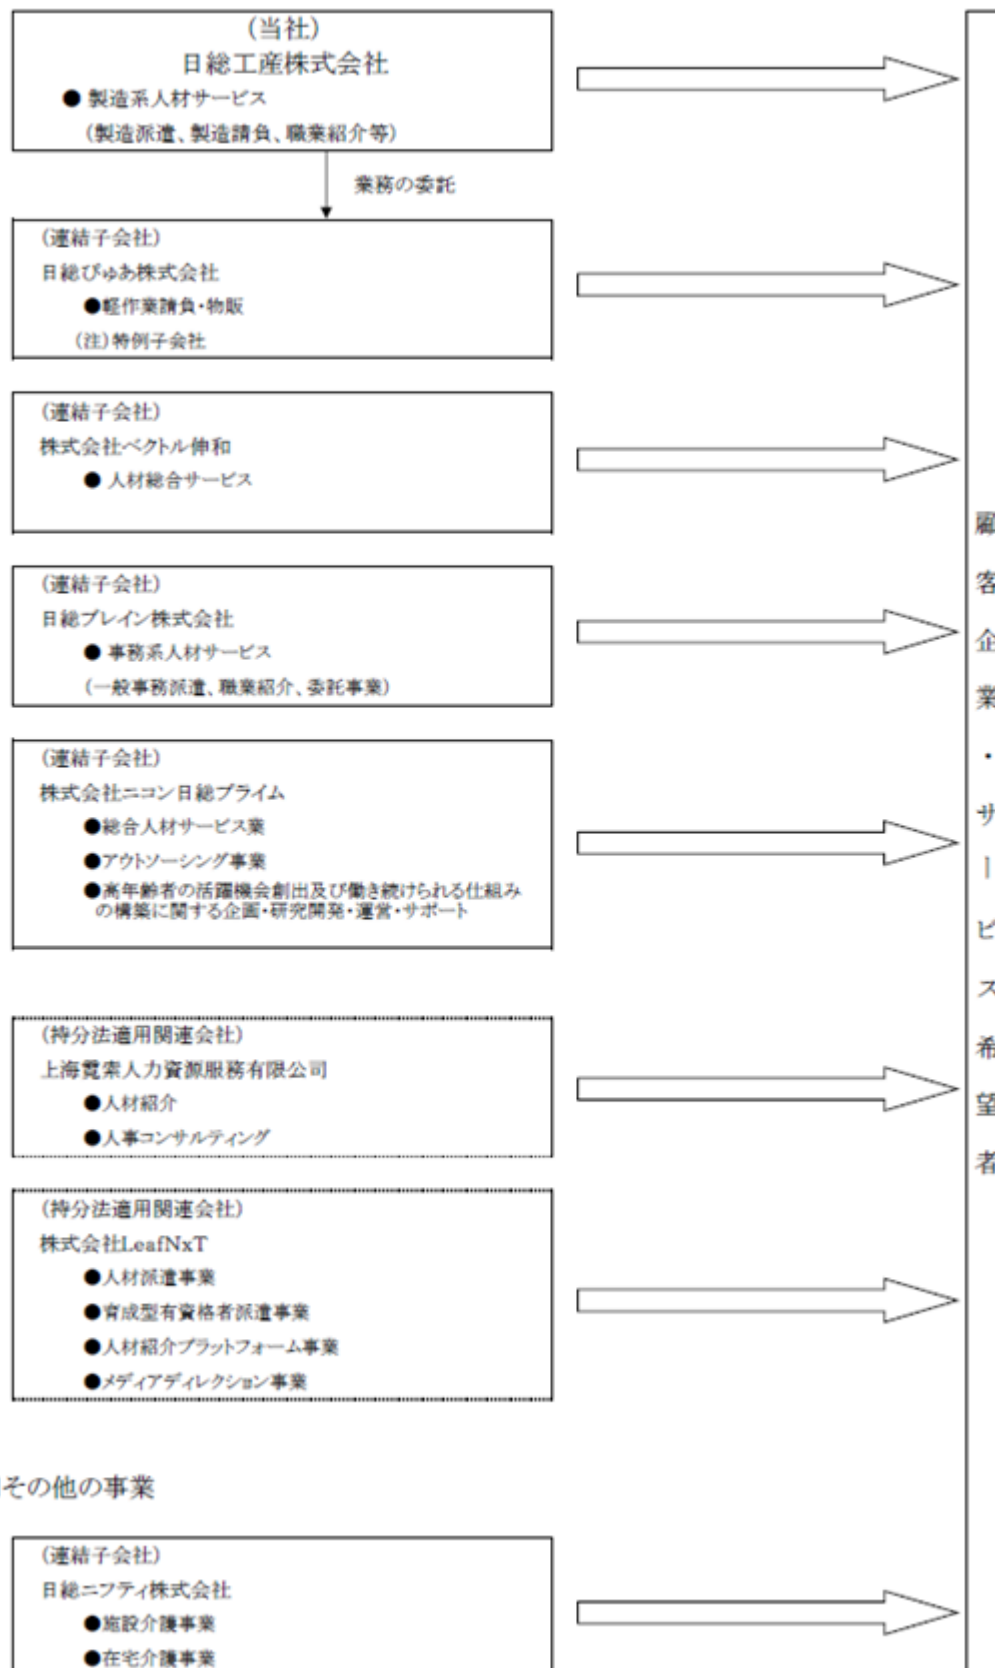 (当社)
日総工産株式会社
● 製造系人材サービス
(製造派遣、製造請負、職業紹介等)
業務の委託
(連結子会社)
日総ぴゅあ株式会社
●軽作業請負・物販
(注)特例子会社
(連結子会社)
株式会社ベクトル伸和
● 人材総合サービス
(連結子会社)
日総ブレイン株式会社
● 事務系人材サービス
(一般事務派遣、職業紹介、委託事業)
(連結子会社)
株式会社ニコン日総プライム
●総合人材サービス業
●アウトソーシング事業
●高年齢者の活躍機会創出及び働き続けられる仕組み
の構築に関する企画・研究開発・運営・サポート
(持分法適用関連会社)
上海霓索人力資源服務有限公司
●人材紹介
●人事コンサルティング
(持分法適用関連会社)
株式会社LeafNxT
●人材派遣事業
●育成型有資格者派遣事業
●人材紹介プラットフォーム事業
●メディアディレクション事業
その他の事業
(連結子会社)
日総ニフティ株式会社
●施設介護事業
●在宅介護事業
顧客企業・サービス希望者